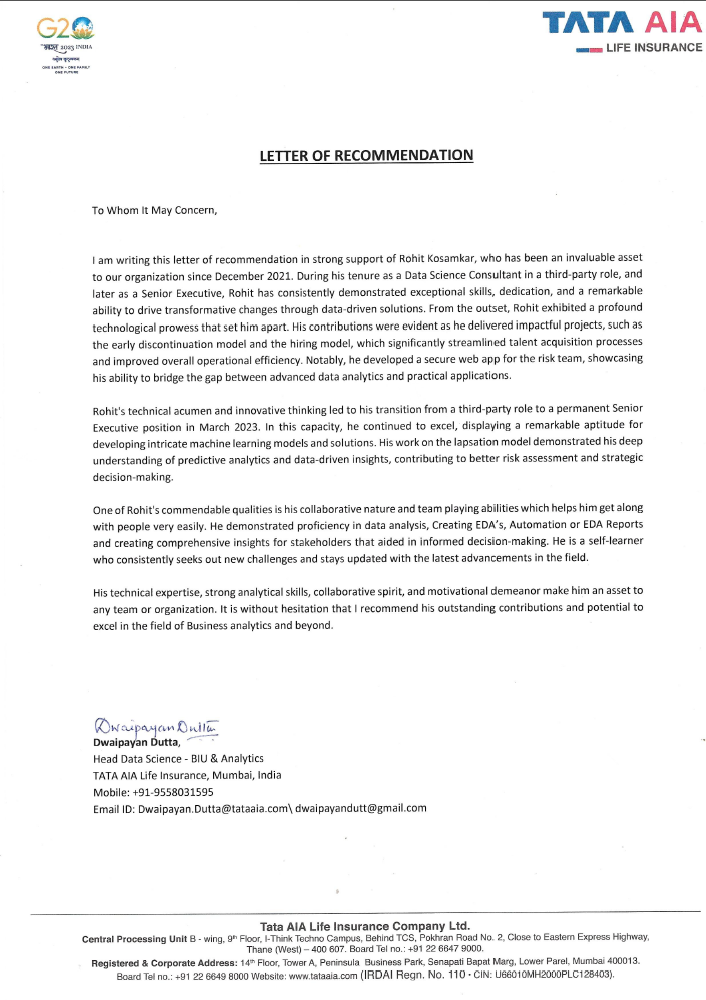 G20
भारत 2023 INDIA
वसुधैव कुटुम्बकम्
ONE EARTH • ONE FAMILY
ONE FUTURE
TATA AIA
LIFE INSURANCE
LETTER OF RECOMMENDATION
To Whom It May Concern,
I am writing this letter of recommendation in strong support of Rohit Kosamkar, who has been an invaluable asset
to our organization since December 2021. During his tenure as a Data Science Consultant in a third-party role, and
later as a Senior Executive, Rohit has consistently demonstrated exceptional skills, dedication, and a remarkable
ability to drive transformative changes through data-driven solutions. From the outset, Rohit exhibited a profound
technological prowess that set him apart. His contributions were evident as he delivered impactful projects, such as
the early discontinuation model and the hiring model, which significantly streamlined talent acquisition processes
and improved overall operational efficiency. Notably, he developed a secure web app for the risk team, showcasing
his ability to bridge the gap between advanced data analytics and practical applications.
Rohit's technical acumen and innovative thinking led to his transition from a third-party role to a permanent Senior
Executive position in March 2023. In this capacity, he continued to excel, displaying a remarkable aptitude for
developing intricate machine learning models and solutions. His work on the lapsation model demonstrated his deep
understanding of predictive analytics and data-driven insights, contributing to better risk assessment and strategic
decision-making.
One of Rohit's commendable qualities is his collaborative nature and team playing abilities which helps him get along
with people very easily. He demonstrated proficiency in data analysis, Creating EDA's, Automation or EDA Reports
and creating comprehensive insights for stakeholders that aided in informed decision-making. He is a self-learner
who consistently seeks out new challenges and stays updated with the latest advancements in the field.
His technical expertise, strong analytical skills, collaborative spirit, and motivational demeanor make him an asset to
any team or organization. It is without hesitation that I recommend his outstanding contributions and potential to
excel in the field of Business analytics and beyond.
Dwaipayan Dutta
Dwaipayan Dutta,
Head Data Science - BIU & Analytics
TATA AIA Life Insurance, Mumbai, India
Mobile: +91-9558031595
Email ID: Dwaipayan.Dutta@tataaia.com\ dwaipayandutt@gmail.com
Tata AIA Life Insurance Company Ltd.
Central Processing Unit B - wing, 9th Floor, I-Think Techno Campus, Behind TCS, Pokhran Road No. 2, Close to Eastern Express Highway,
Thane (West) – 400 607. Board Tel no.: +91 22 6647 9000.
Registered & Corporate Address: 14th Floor, Tower A, Peninsula Business Park, Senapati Bapat Marg, Lower Parel, Mumbai 400013.
Board Tel no.: +91 22 6649 8000 Website: www.tataaia.com (IRDAI Regn. No. 110 • CIN: U66010MH2000PLC128403).